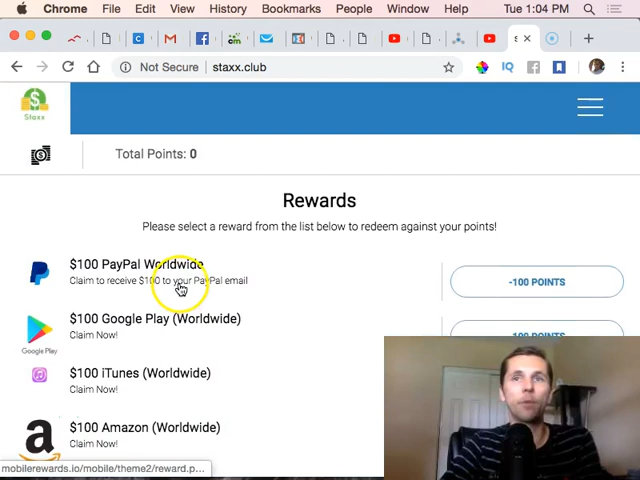 Chrome File Edit View History Bookmarks People Window Help Tue 1:04 PM
s
Not Secure staxx.club IQ
Staxx
Total Points: 0
Rewards
Please select a reward from the list below to redeem against your points!
$100 PayPal Worldwide
Claim to receive $100 to your PayPal email
-100 POINTS
$100 Google Play (Worldwide)
Claim Now!
Google Play
-100 POINTS
$100 iTunes (Worldwide)
Claim Now!
$100 Amazon (Worldwide)
Claim Now!
mobilerewards.io/mobile/theme2/reward.p...